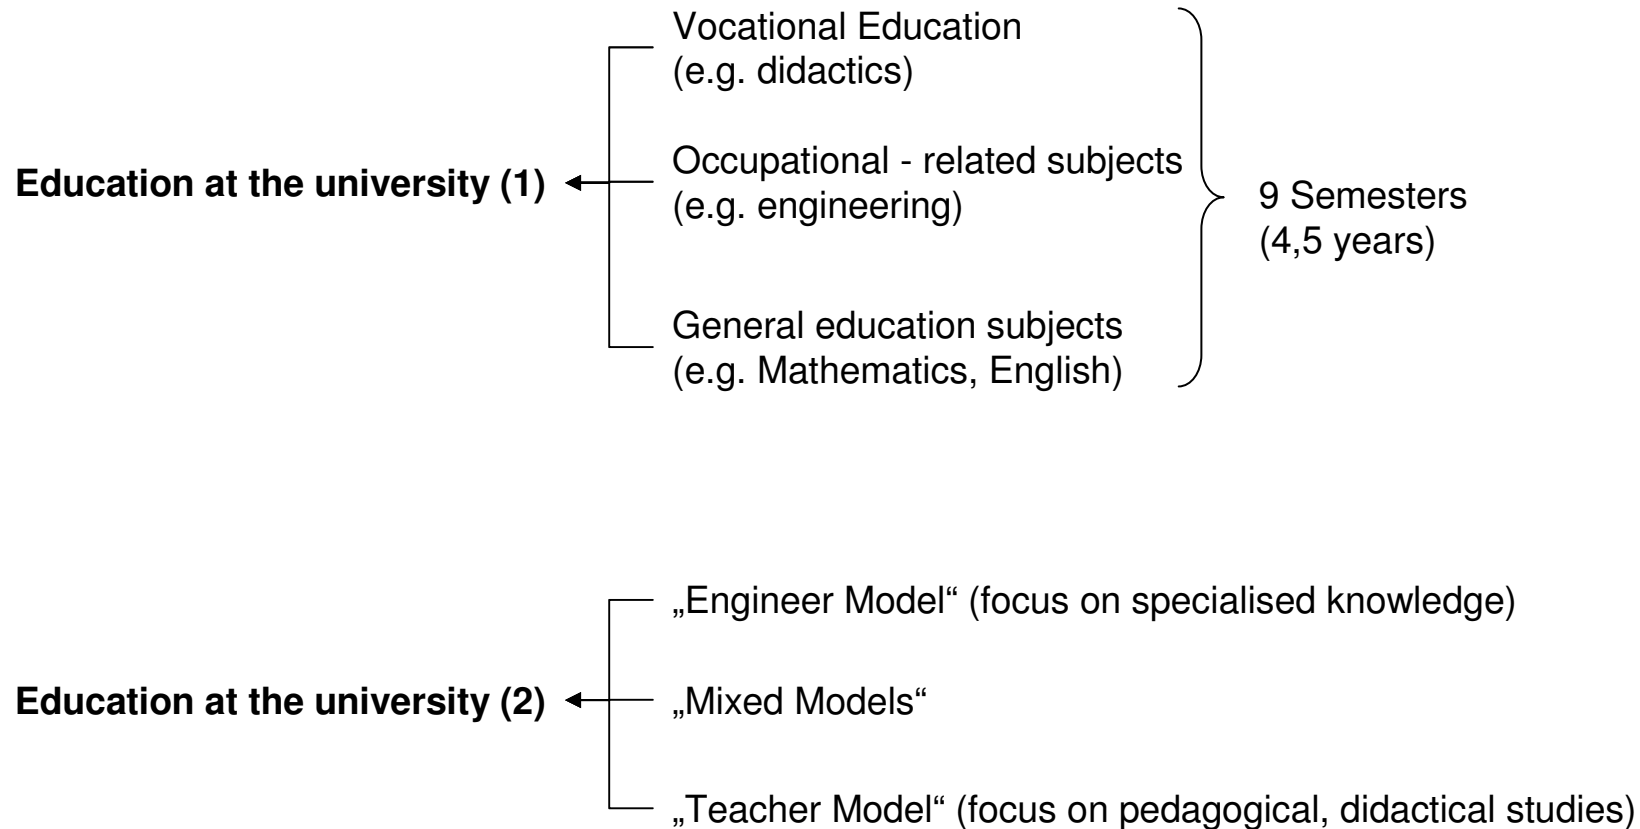 Vocational Education
(e.g. didactics)
Education at the university (1)
Occupational - related subjects
(e.g. engineering)
9 Semesters
(4,5 years)
General education subjects
(e.g. Mathematics, English)
„Engineer Model“ (focus on specialised knowledge)
Education at the university (2)
„Mixed Models“
„Teacher Model“ (focus on pedagogical, didactical studies)